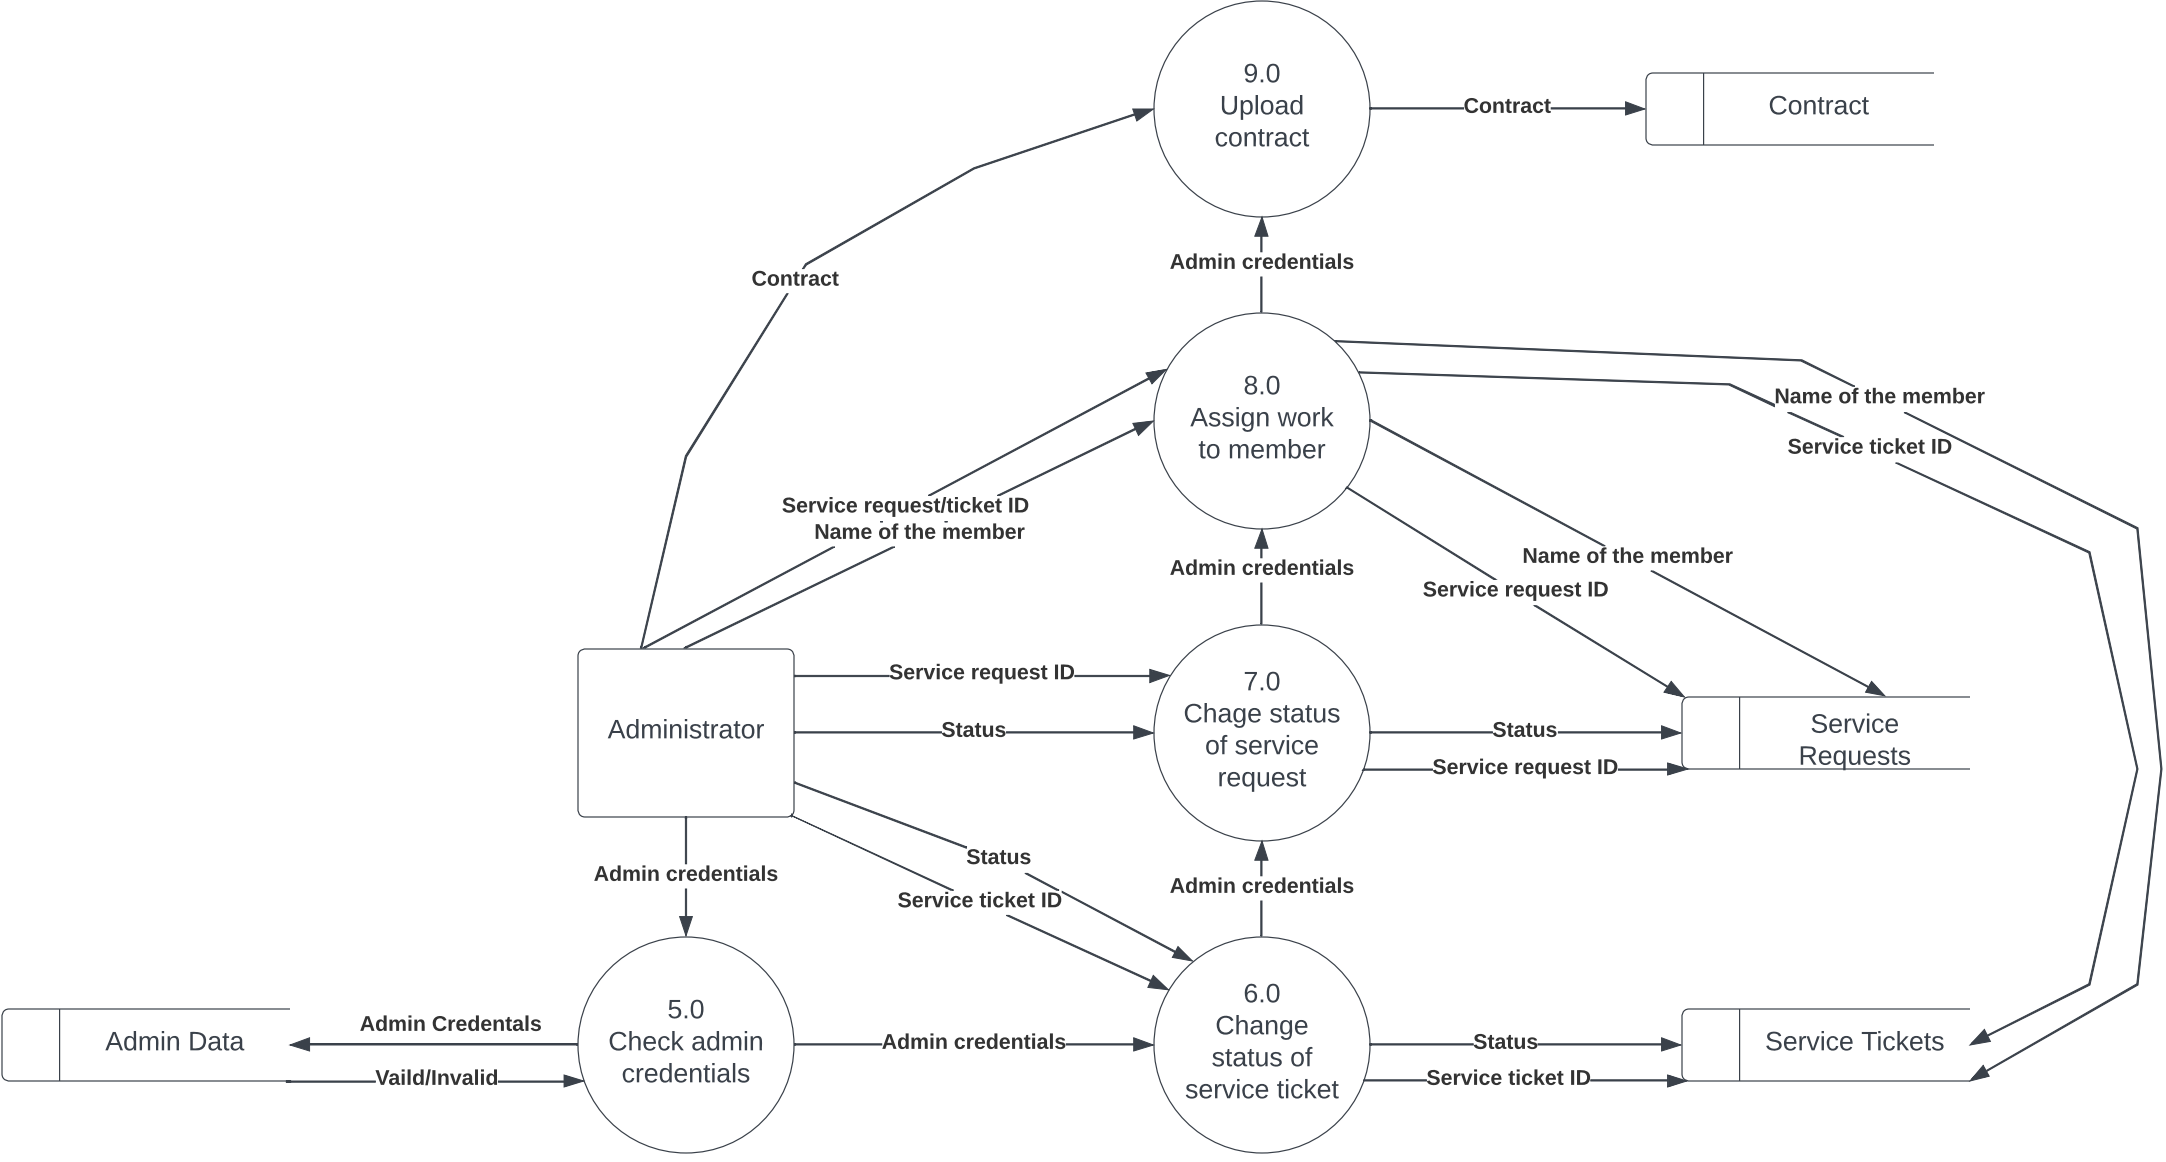 9.0
Upload
contract
Contract
Contract
Admin credentials
Contract
8.0
Assign work
to member
Name of the member
Service ticket ID
Service request/ticket ID
Name of the member
Name of the member
Service request ID
Admin credentials
Administrator
Service request ID
Status
7.0
Chage status
of service
request
Status
Service request ID
Service
Requests
Admin credentials
Status
Service ticket ID
Admin credentials
Admin Data
Admin Credentals
Vaild/Invalid
5.0
Check admin
credentials
Admin credentials
6.0
Change
status of
service ticket
Status
Service ticket ID
Service Tickets